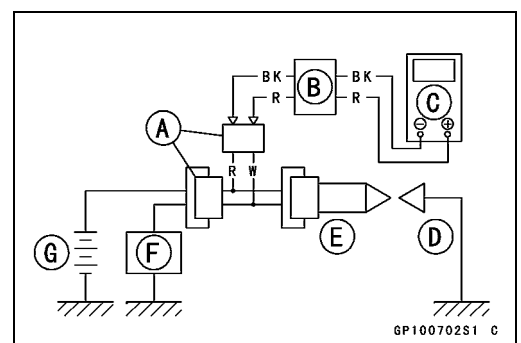 BK B BK
R R C
⊖ ⊕
A
R W
G F E D
GP100702S1 C